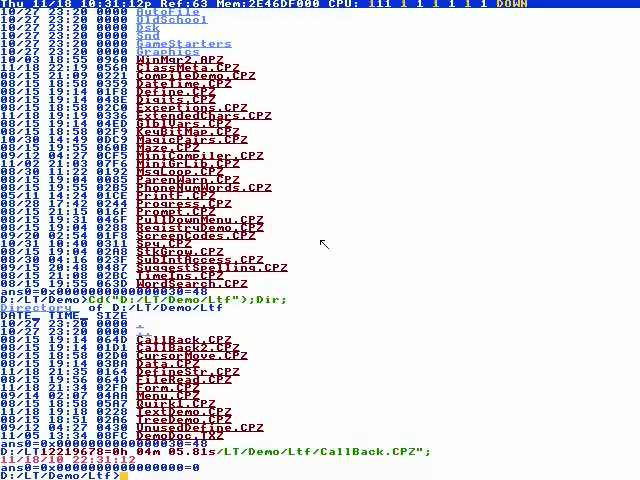 Thu 11/18 10:31:12p Ref:63 Mem:2E46DF000 CPU: 111 1 1 1 1 1 1 DOWN
10/27 23:20 0000 AutoFile
10/27 23:20 0000 OldSchool
10/27 23:20 0000 Dsk
10/27 23:20 0000 Snd
10/27 23:20 0000 GameStarters
10/27 23:20 0000 Graphics
10/03 18:55 0960 WinMgr2.APZ
11/18 22:19 056A ClassMeta.CPZ
08/15 21:09 0221 CompileDemo.CPZ
08/15 18:58 0359 DateTime.CPZ
08/15 19:14 01F8 Define.CPZ
08/15 19:14 048E Digits.CPZ
08/15 18:58 02C0 Exceptions.CPZ
11/18 19:19 0336 ExtendedChars.CPZ
08/15 19:14 04ED GlblVars.CPZ
08/15 18:58 02F9 KeyBitMap.CPZ
10/30 14:49 0DC9 MagicPairs.CPZ
08/15 19:55 060B Maze.CPZ
09/12 04:27 0CF5 MiniCompiler.CPZ
11/02 21:03 07F6 MiniGrLib.CPZ
08/30 11:22 0192 MsgLoop.CPZ
08/15 19:04 0085 ParenWarn.CPZ
08/15 19:55 02B5 PhoneNumWords.CPZ
05/11 14:24 01CE PrintF.CPZ
08/28 17:42 0244 Progress.CPZ
08/15 21:15 016F Prompt.CPZ
08/15 19:31 046F PullDownMenu.CPZ
08/15 19:04 0288 RegistryDemo.CPZ
09/20 02:54 01F8 ScreenCodes.CPZ
10/31 10:40 0311 Spy.CPZ
08/15 19:04 02A8 StkGrow.CPZ
08/30 04:16 023F SubIntAccess.CPZ
09/15 20:48 0487 SuggestSpelling.CPZ
08/15 21:08 02BC TimeIns.CPZ
08/15 19:55 063D WordSearch.CPZ
ans0=0x0000000000000030=48
D:/LT/Demo>Cd("D:/LT/Demo/Ltf");Dir;
Directory of D:/LT/Demo/Ltf
DATE_ TIME_ SIZE
10/27 23:20 0000 .
10/27 23:20 0000 ..
08/15 19:14 064D CallBack.CPZ
08/15 19:14 01D1 CallBack2.CPZ
08/15 18:58 02D0 CursorMove.CPZ
08/15 19:14 03BA Data.CPZ
11/18 21:35 0164 DefineStr.CPZ
08/15 19:56 064D FileRead.CPZ
11/18 21:34 02FA Form.CPZ
09/14 02:07 04AA Menu.CPZ
08/15 18:58 05A7 Quirk1.CPZ
11/18 19:18 0228 TextDemo.CPZ
08/15 18:51 02A6 TreeDemo.CPZ
09/12 04:27 0430 UnusedDefine.CPZ
11/05 13:34 08FC DemoDoc.TXZ
ans0=0x0000000000000030=48
D:/LT12219678=0h 04m 05.81s/LT/Demo/Ltf/CallBack.CPZ";
11/18/10 22:31:12
ans0=0x0000000000000000=0
D:/LT/Demo/Ltf>